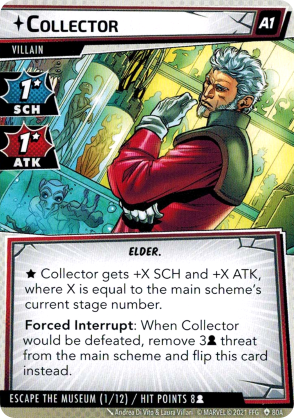 COLLECTOR A1
VILLAIN
1★
SCH
1★
ATK
ELDER.
★ Collector gets +X SCH and +X ATK,
where X is equal to the main scheme's
current stage number.
Forced Interrupt: When Collector
would be defeated, remove 3 threat
from the main scheme and flip this card
instead.
ESCAPE THE MUSEUM (1/12) / HIT POINTS 8
Andrea Di Vito & Laura Villari © MARVEL © 2021 FFG 80A